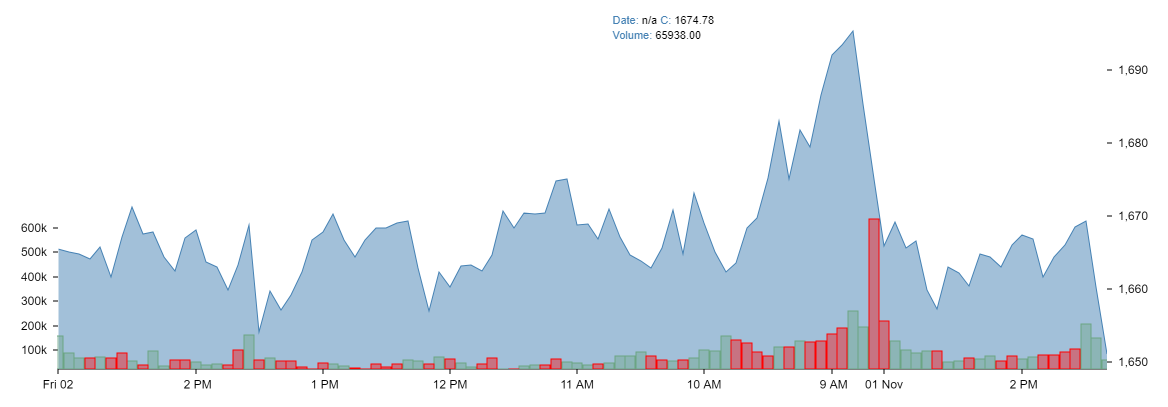 Date: n/a C: 1674.78
Volume: 65938.00
1,690
1,680
1,670
1,660
1,650
600k
500k
400k
300k
200k
100k
Fri 02 2 PM 1 PM 12 PM 11 AM 10 AM 9 AM 01 Nov 2 PM